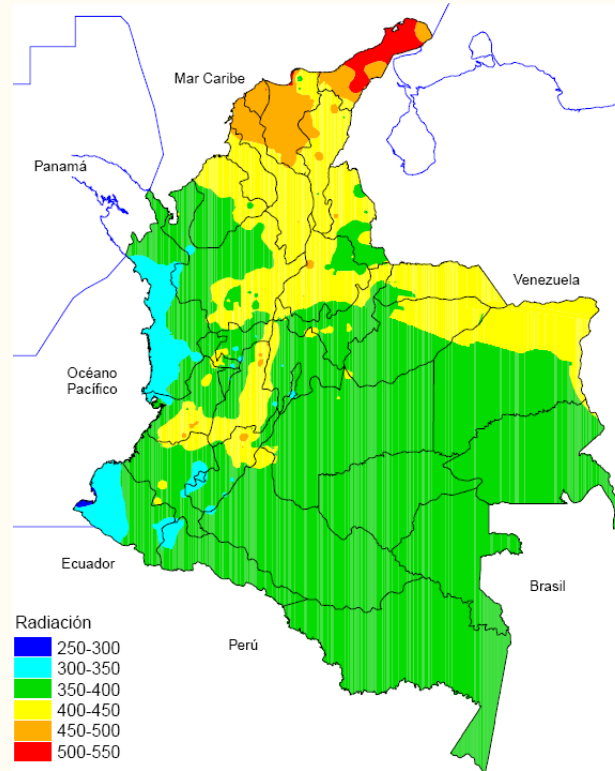 Mar Caribe
Panamá
Venezuela
Océano
Pacífico
Ecuador
Brasil
Perú
Radiación
250-300
300-350
350-400
400-450
450-500
500-550